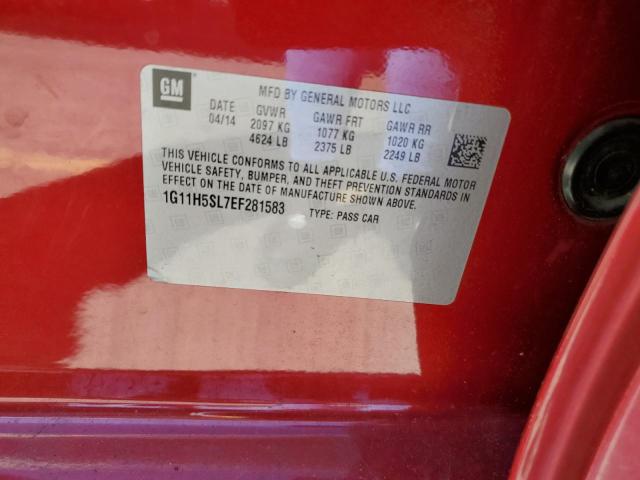 GM
MFD BY GENERAL MOTORS LLC
DATE GVWR GAWR FRT GAWR RR
04/14 2097 KG 1077 KG 1020 KG
4624 LB 2375 LB 2249 LB
THIS VEHICLE CONFORMS TO ALL APPLICABLE U.S. FEDERAL MOTOR
VEHICLE SAFETY, BUMPER, AND THEFT PREVENTION STANDARDS IN
EFFECT ON THE DATE OF MANUFACTURE SHOWN ABOVE.
1G11H5SL7EF281583 TYPE: PASS CAR